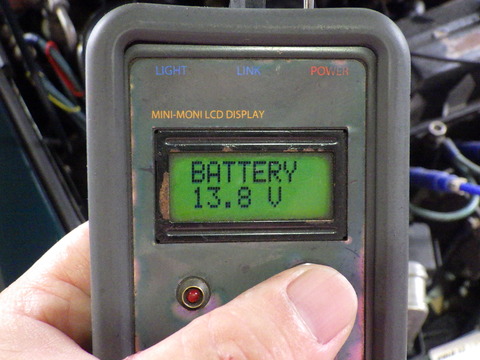 LIGHT LINK POWER
MINI-MONI LCD DISPLAY
BATTERY
13.8 V